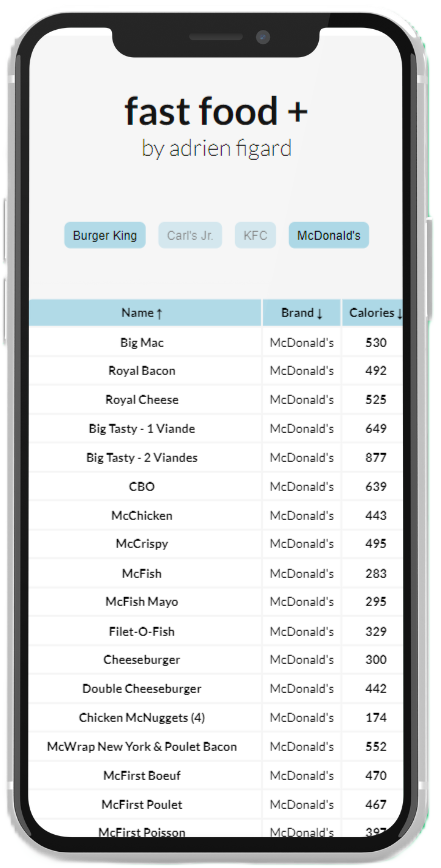 fast food +
by adrien figard
Burger King Carl's Jr. KFC McDonald's
Name ↑ Brand ↓ Calories ↓
Big Mac McDonald's 530
Royal Bacon McDonald's 492
Royal Cheese McDonald's 525
Big Tasty - 1 Viande McDonald's 649
Big Tasty - 2 Viandes McDonald's 877
CBO McDonald's 639
McChicken McDonald's 443
McCrispy McDonald's 495
McFish McDonald's 283
McFish Mayo McDonald's 295
Filet-O-Fish McDonald's 329
Cheeseburger McDonald's 300
Double Cheeseburger McDonald's 442
Chicken McNuggets (4) McDonald's 174
McWrap New York & Poulet Bacon McDonald's 552
McFirst Boeuf McDonald's 470
McFirst Poulet McDonald's 467
McFirst Poisson McDonald's 397